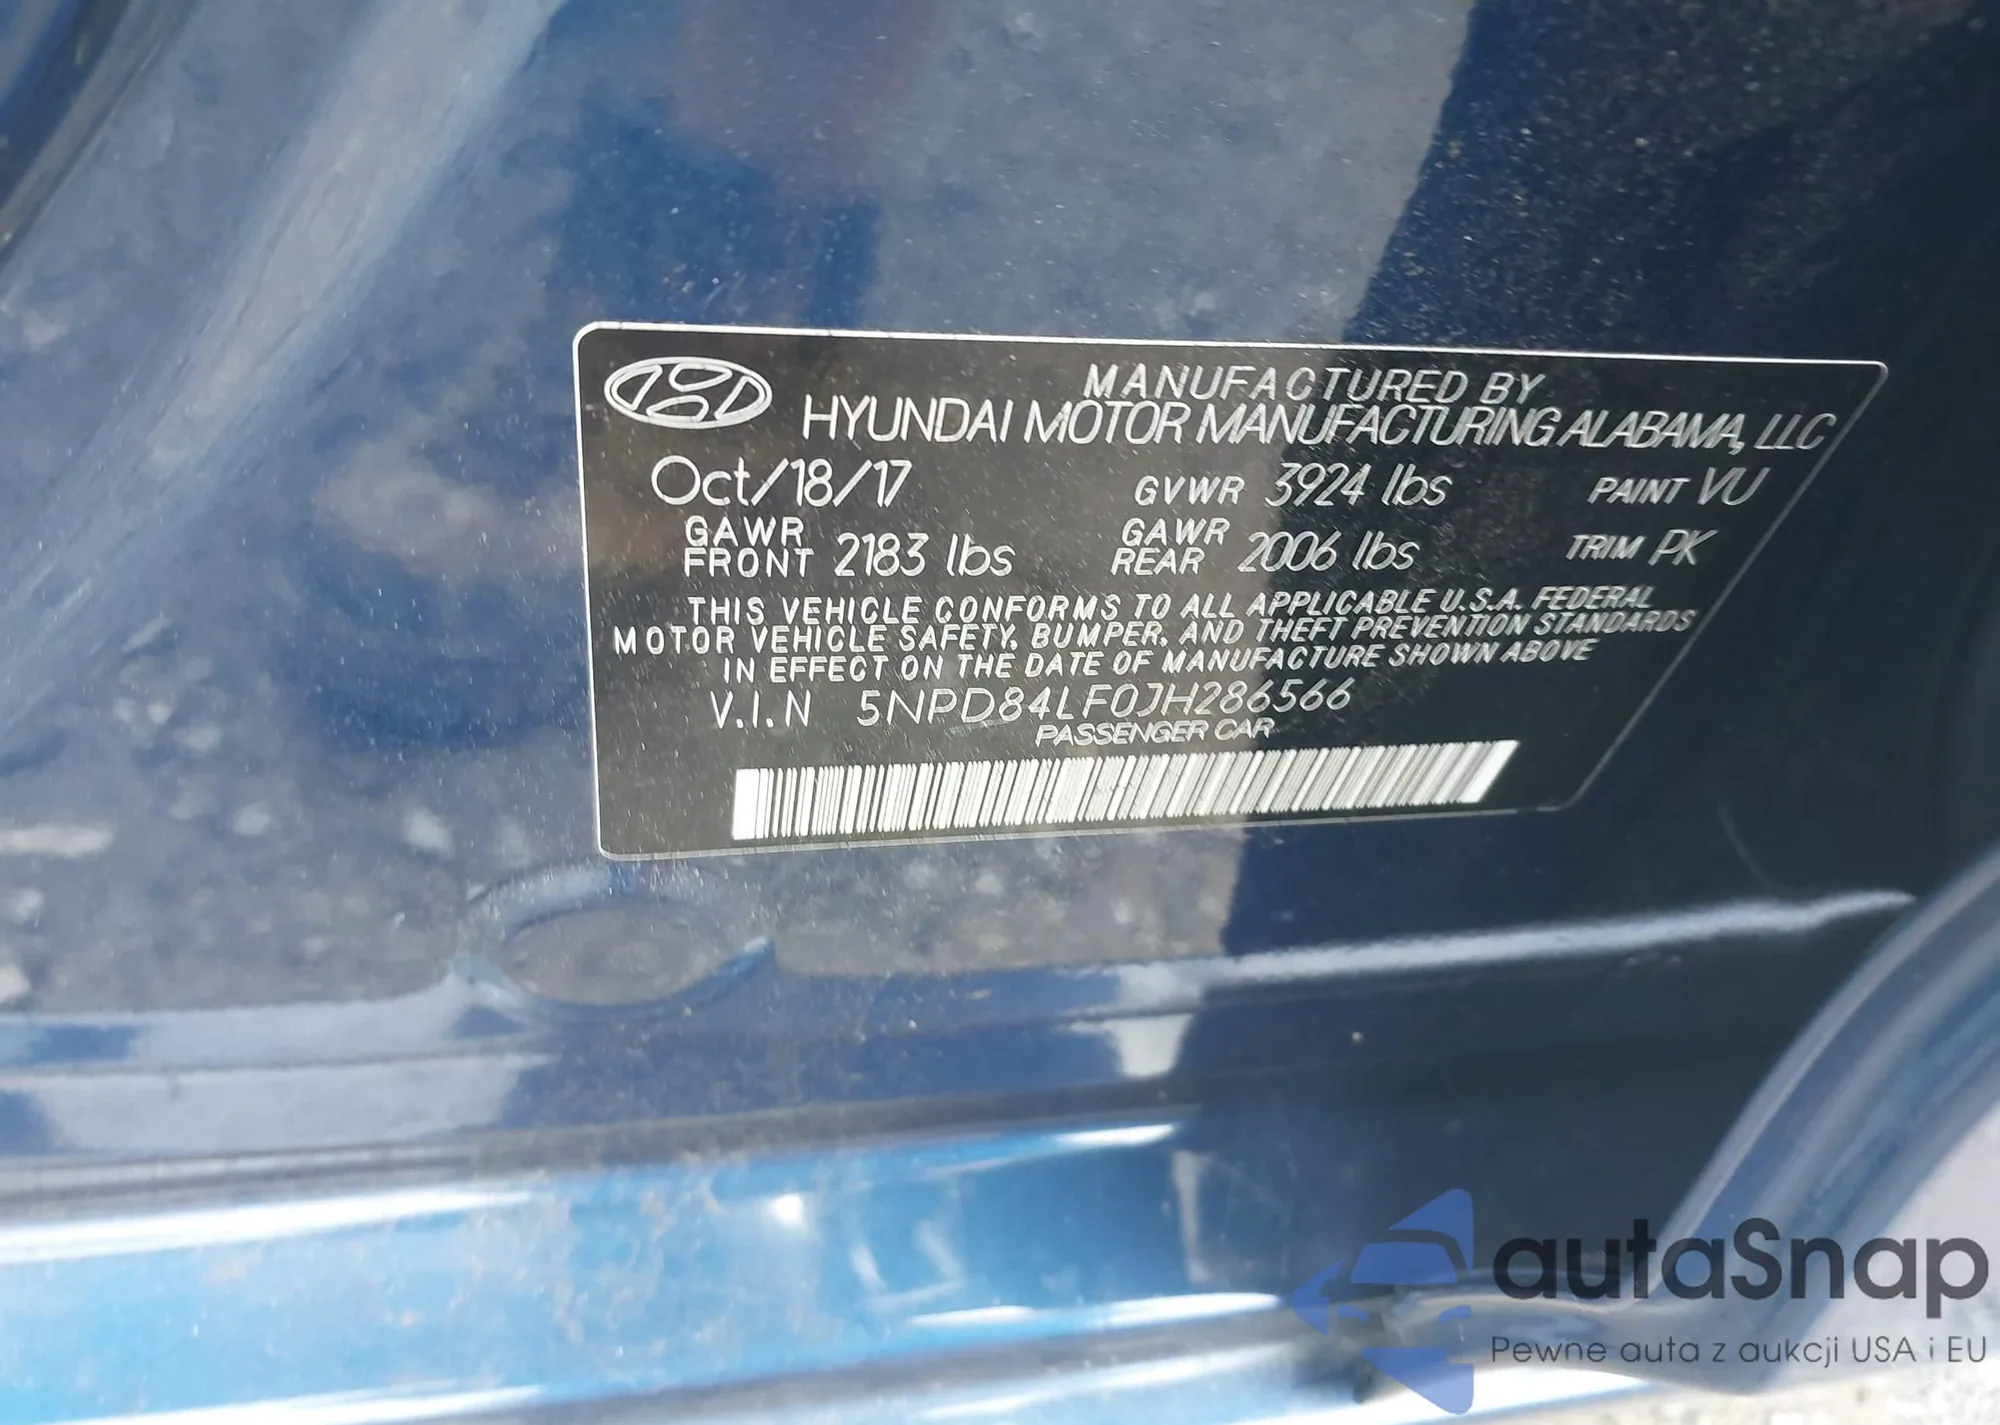 MANUFACTURED BY
HYUNDAI MOTOR MANUFACTURING ALABAMA, LLC
Oct/18/17 GVWR 3924 lbs PAINT VU
GAWR FRONT 2183 lbs GAWR REAR 2006 lbs TRIM PK
THIS VEHICLE CONFORMS TO ALL APPLICABLE U.S.A. FEDERAL
MOTOR VEHICLE SAFETY, BUMPER, AND THEFT PREVENTION STANDARDS
IN EFFECT ON THE DATE OF MANUFACTURE SHOWN ABOVE
V.I.N 5NPD84LF0JH286566
PASSENGER CAR
autaSnap
Pewne auta z aukcji USA i EU